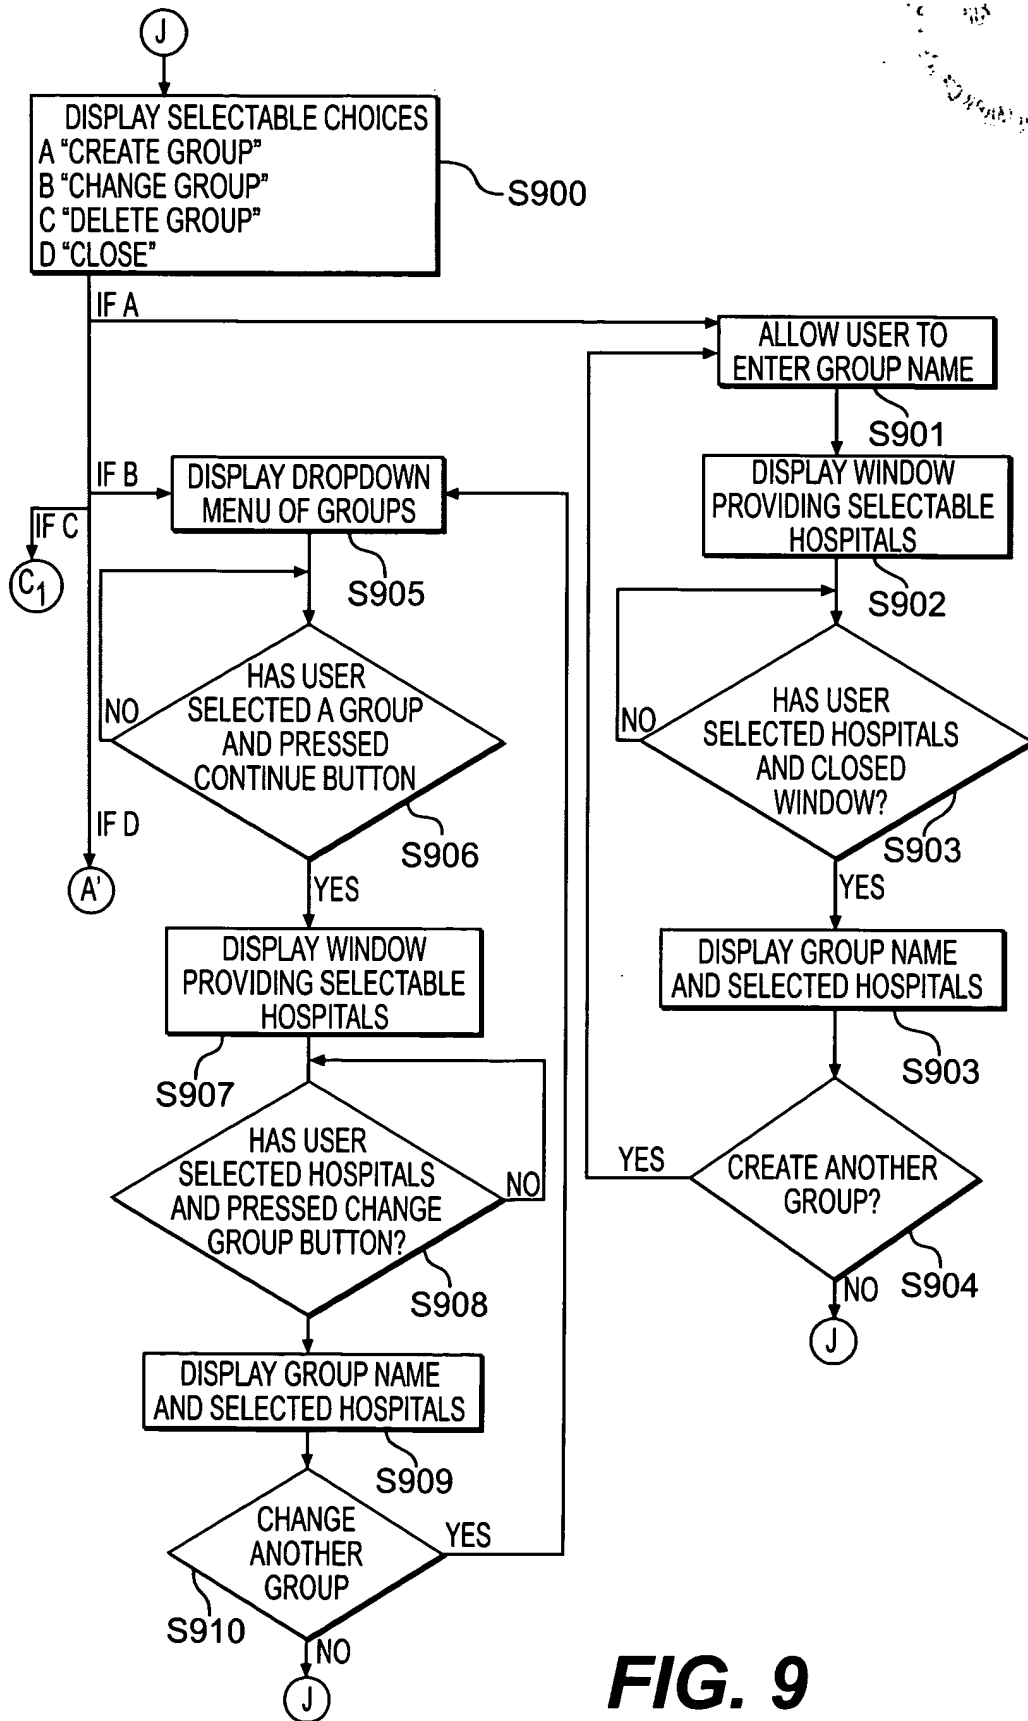 J
DISPLAY SELECTABLE CHOICES
A "CREATE GROUP"
B "CHANGE GROUP"
C "DELETE GROUP"
D "CLOSE"
S900
IF A
ALLOW USER TO
ENTER GROUP NAME
S901
IF B
DISPLAY DROPDOWN
MENU OF GROUPS
S905
IF C
C1
DISPLAY WINDOW
PROVIDING SELECTABLE
HOSPITALS
S902
HAS USER
SELECTED A GROUP
AND PRESSED
CONTINUE BUTTON
NO
S906
YES
HAS USER
SELECTED HOSPITALS
AND CLOSED
WINDOW?
NO
S903
YES
IF D
A'
DISPLAY WINDOW
PROVIDING SELECTABLE
HOSPITALS
S907
DISPLAY GROUP NAME
AND SELECTED HOSPITALS
S903
HAS USER
SELECTED HOSPITALS
AND PRESSED CHANGE
GROUP BUTTON?
NO
S908
YES
CREATE ANOTHER
GROUP?
S904
NO
J
DISPLAY GROUP NAME
AND SELECTED HOSPITALS
S909
CHANGE
ANOTHER
GROUP
YES
S910
NO
J
FIG. 9